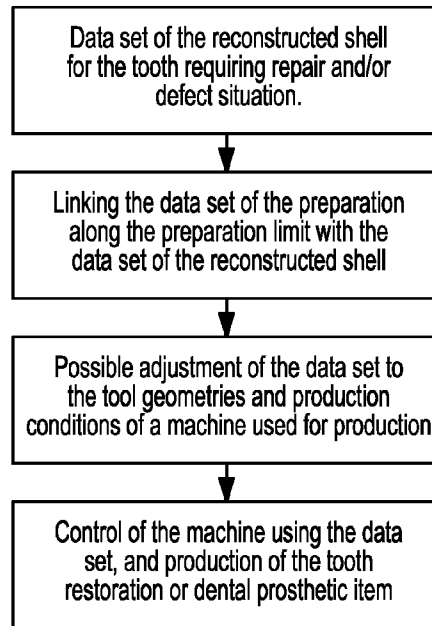 Data set of the reconstructed shell
for the tooth requiring repair and/or
defect situation.
Linking the data set of the preparation
along the preparation limit with the
data set of the reconstructed shell
Possible adjustment of the data set to
the tool geometries and production
conditions of a machine used for production
Control of the machine using the data
set, and production of the tooth
restoration or dental prosthetic item